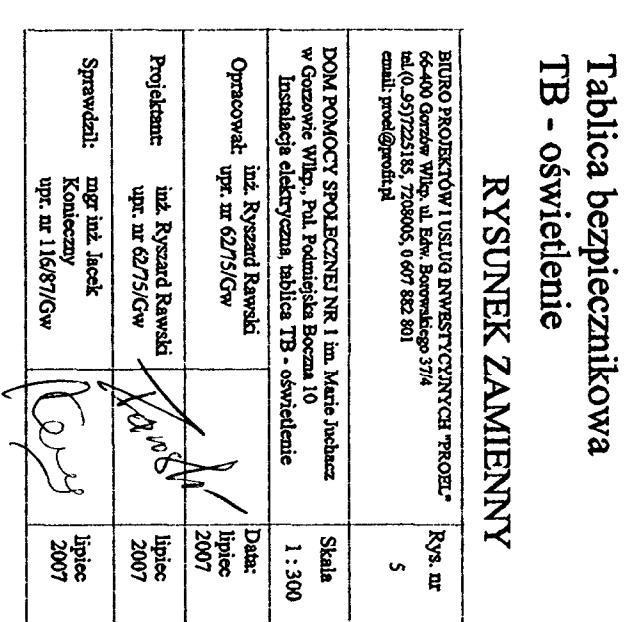 Tablica bezpiecznikowa
TB - oświetlenie
RYSUNEK ZAMIENNY
BIURO PROJEKTÓW I USŁUG INWESTYCYJNYCH "PROEL"
66-400 Gorzów Wlkp. ul. Edw. Borowskiego 37/4
tel.(0..95)7225185, 7208005, 0 607 882 801
email: proel@profit.pl
Rys. nr
5
DOM POMOCY SPOŁECZNEJ NR 1 im. Marie Juchacz
w Gorzowie Wlkp., Pul. Podmiejska Boczna 10
Instalacja elektryczna, tablica TB - oświetlenie
Skala
1 : 300
Opracował: inż. Ryszard Rawski
upr. nr 62/75/Gw
Data:
lipiec
2007
Projektant: inż. Ryszard Rawski
upr. nr 62/75/Gw
lipiec
2007
Sprawdził: mgr inż. Jacek
Konieczny
upr. nr 116/87/Gw
lipiec
2007